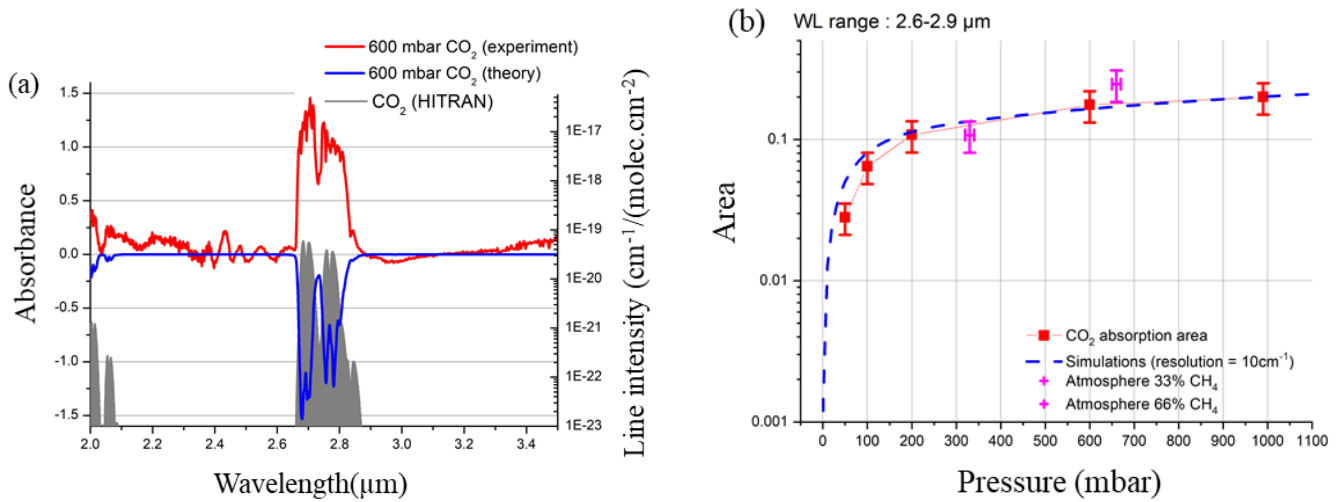 (a)
600 mbar CO₂ (experiment)
600 mbar CO₂ (theory)
CO₂ (HITRAN)
1.5
1.0
0.5
0.0
-0.5
-1.0
-1.5
Absorbance
1E-17
1E-18
1E-19
1E-20
1E-21
1E-22
1E-23
Line intensity (cm⁻¹/(molec.cm⁻²)
2.0
2.2
2.4
2.6
2.8
3.0
3.2
3.4
Wavelength(µm)
(b)
WL range : 2.6-2.9 µm
0.1
0.01
0.001
Area
CO₂ absorption area
Simulations (resolution = 10cm⁻¹)
Atmosphere 33% CH₄
Atmosphere 66% CH₄
0
100
200
300
400
500
600
700
800
900
1000
1100
Pressure (mbar)